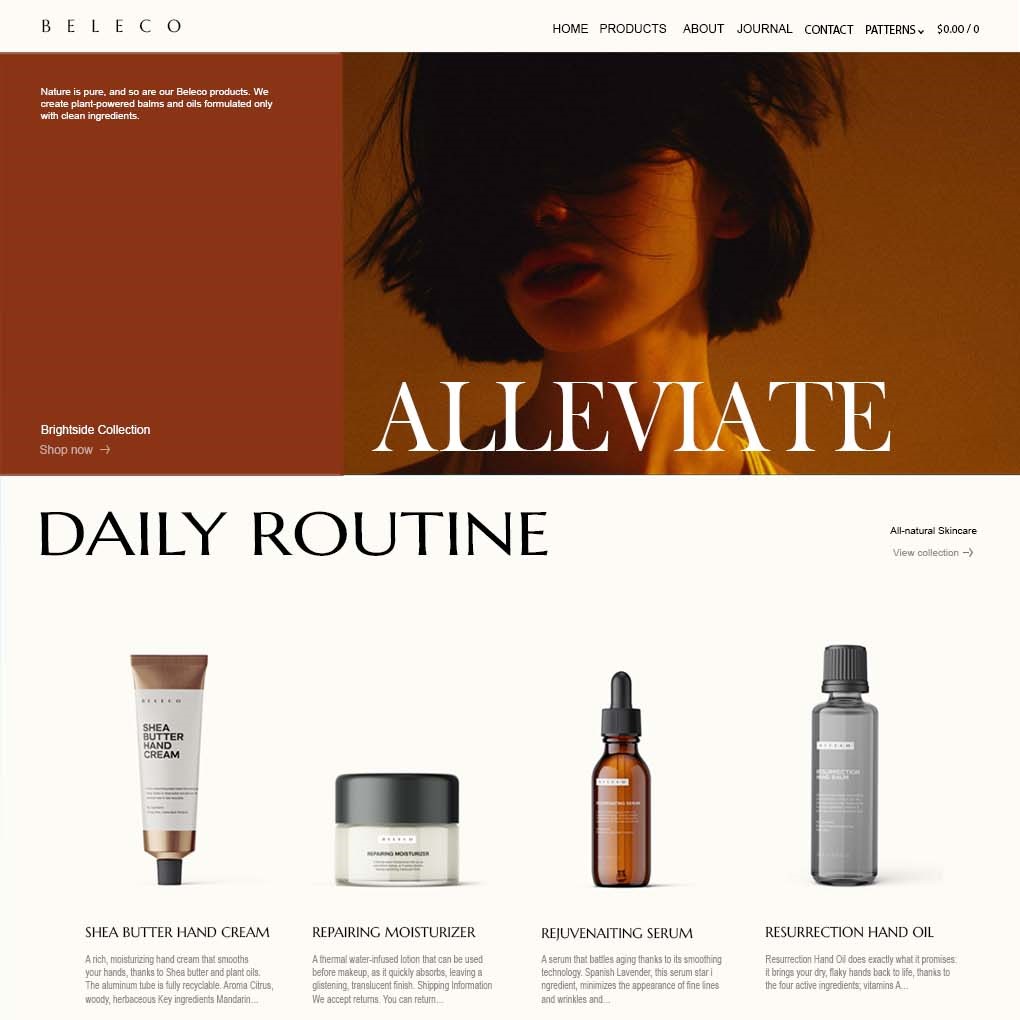 BELECO
HOME PRODUCTS ABOUT JOURNAL CONTACT PATTERNS $0.00 / 0
Nature is pure, and so are our Beleco products. We
create plant-powered balms and oils formulated only
with clean ingredients.
Brightside Collection
Shop now →
ALLEVIATE
DAILY ROUTINE
All-natural Skincare
View collection →
BELECO
SHEA
BUTTER
HAND
CREAM
BELECO
REPAIRING MOISTURIZER
BELECO
BELECO
RESURRECTION
HAND BALM
SHEA BUTTER HAND CREAM
A rich, moisturizing hand cream that smooths
your hands, thanks to Shea butter and plant oils.
The aluminum tube is fully recyclable. Aroma Citrus,
woody, herbaceous Key ingredients Mandarin...
REPAIRING MOISTURIZER
A thermal water-infused lotion that can be used
before makeup, as it quickly absorbs, leaving a
glistening, translucent finish. Shipping Information
We accept returns. You can return...
REJUVENAITING SERUM
A serum that battles aging thanks to its smoothing
technology. Spanish Lavender, this serum star i
ngredient, minimizes the appearance of fine lines
and wrinkles and...
RESURRECTION HAND OIL
Resurrection Hand Oil does exactly what it promises:
it brings your dry, flaky hands back to life, thanks to
the four active ingredients; vitamins A...